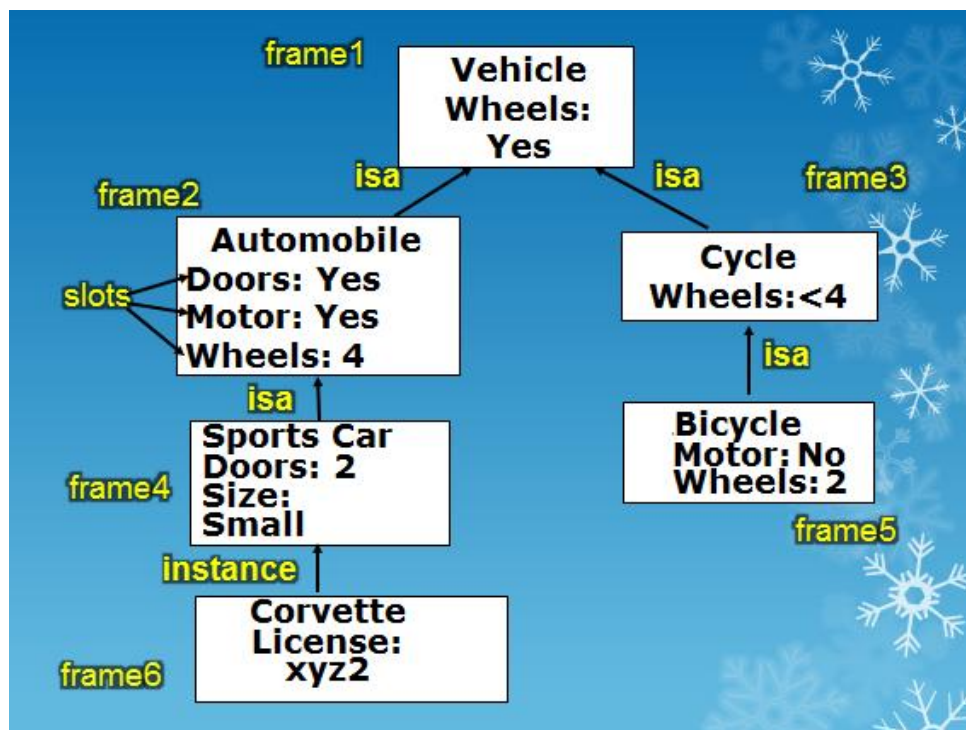 frame1
Vehicle
Wheels:
Yes
isa
isa
frame2
frame3
Automobile
Doors: Yes
Motor: Yes
Wheels: 4
slots
Cycle
Wheels:<4
isa
isa
Sports Car
Doors: 2
Size:
Small
frame4
Bicycle
Motor: No
Wheels: 2
frame5
instance
Corvette
License:
xyz2
frame6